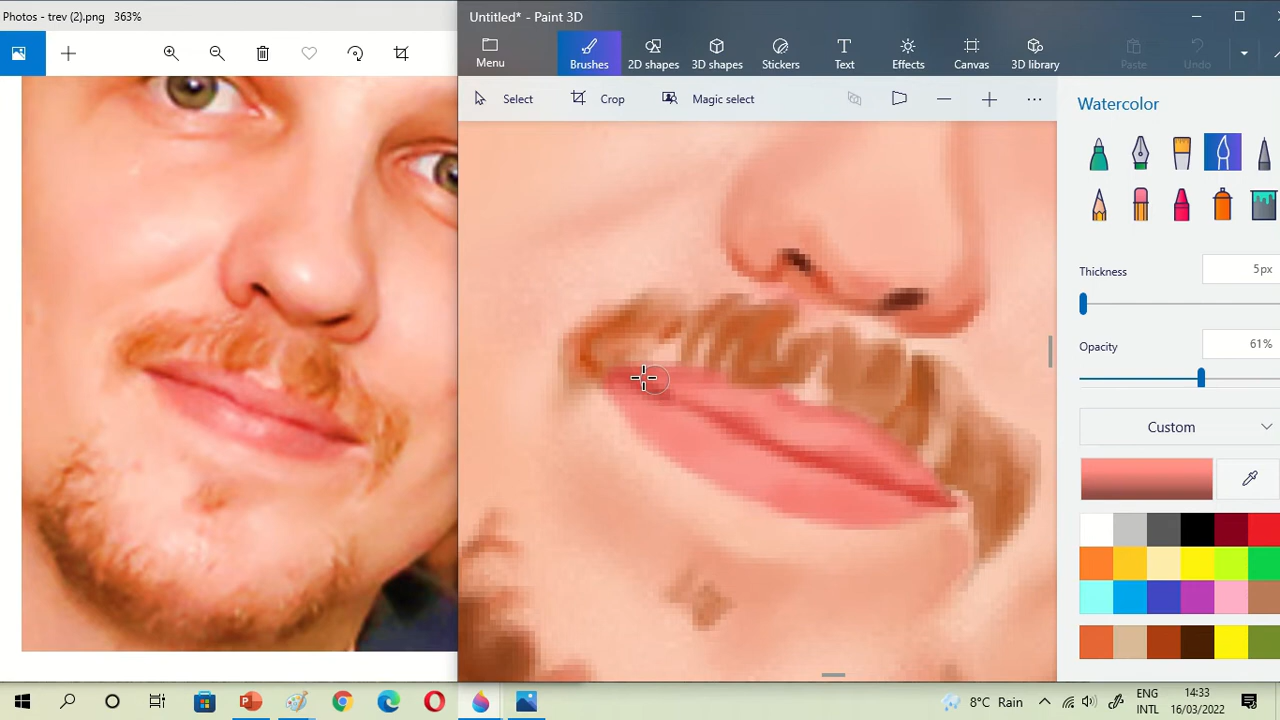 Photos - trev (2).png 363%
Untitled* - Paint 3D
Menu
Brushes
2D shapes
3D shapes
Stickers
Text
Effects
Canvas
3D library
Paste
Undo
Select
Crop
Magic select
Watercolor
Thickness
5px
Opacity
61%
Custom
8°C Rain
ENG
INTL
14:33
16/03/2022